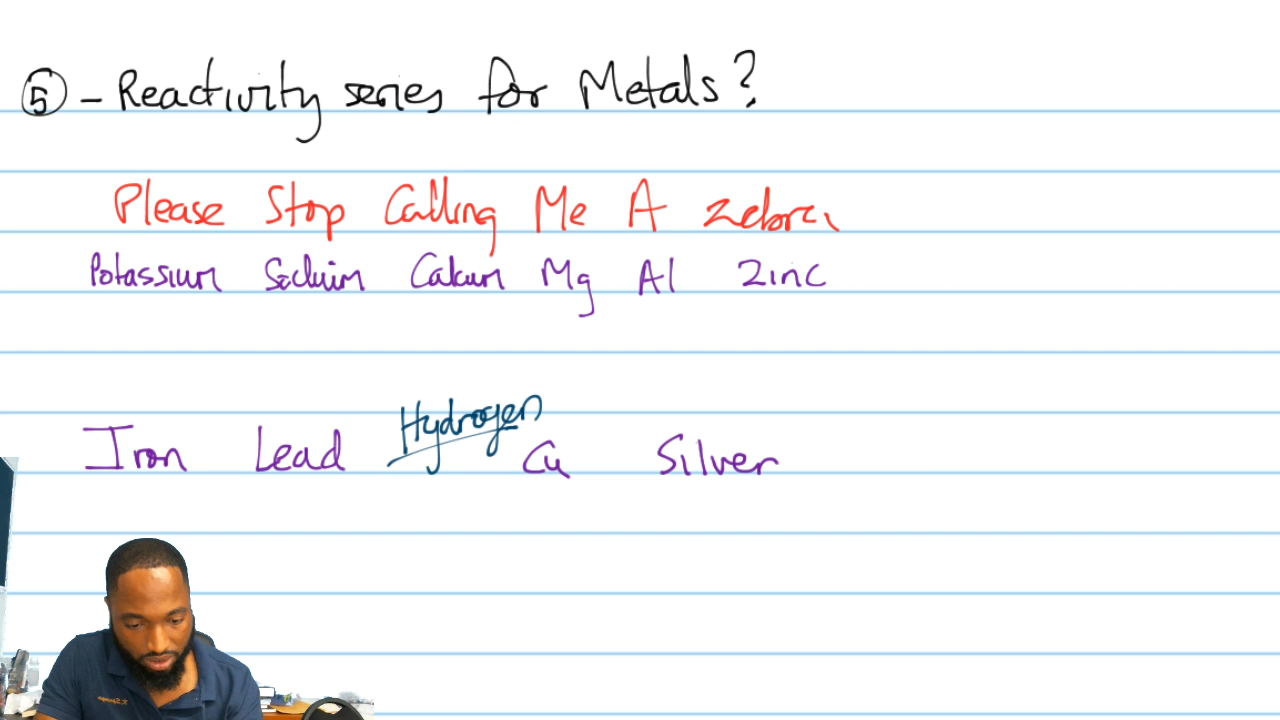 ⑤ - Reactivity series for Metals?
Please Stop Calling Me A Zebra
Potassium Sodium Calcium Mg Al Zinc
Hydrogen
Iron Lead Cu Silver